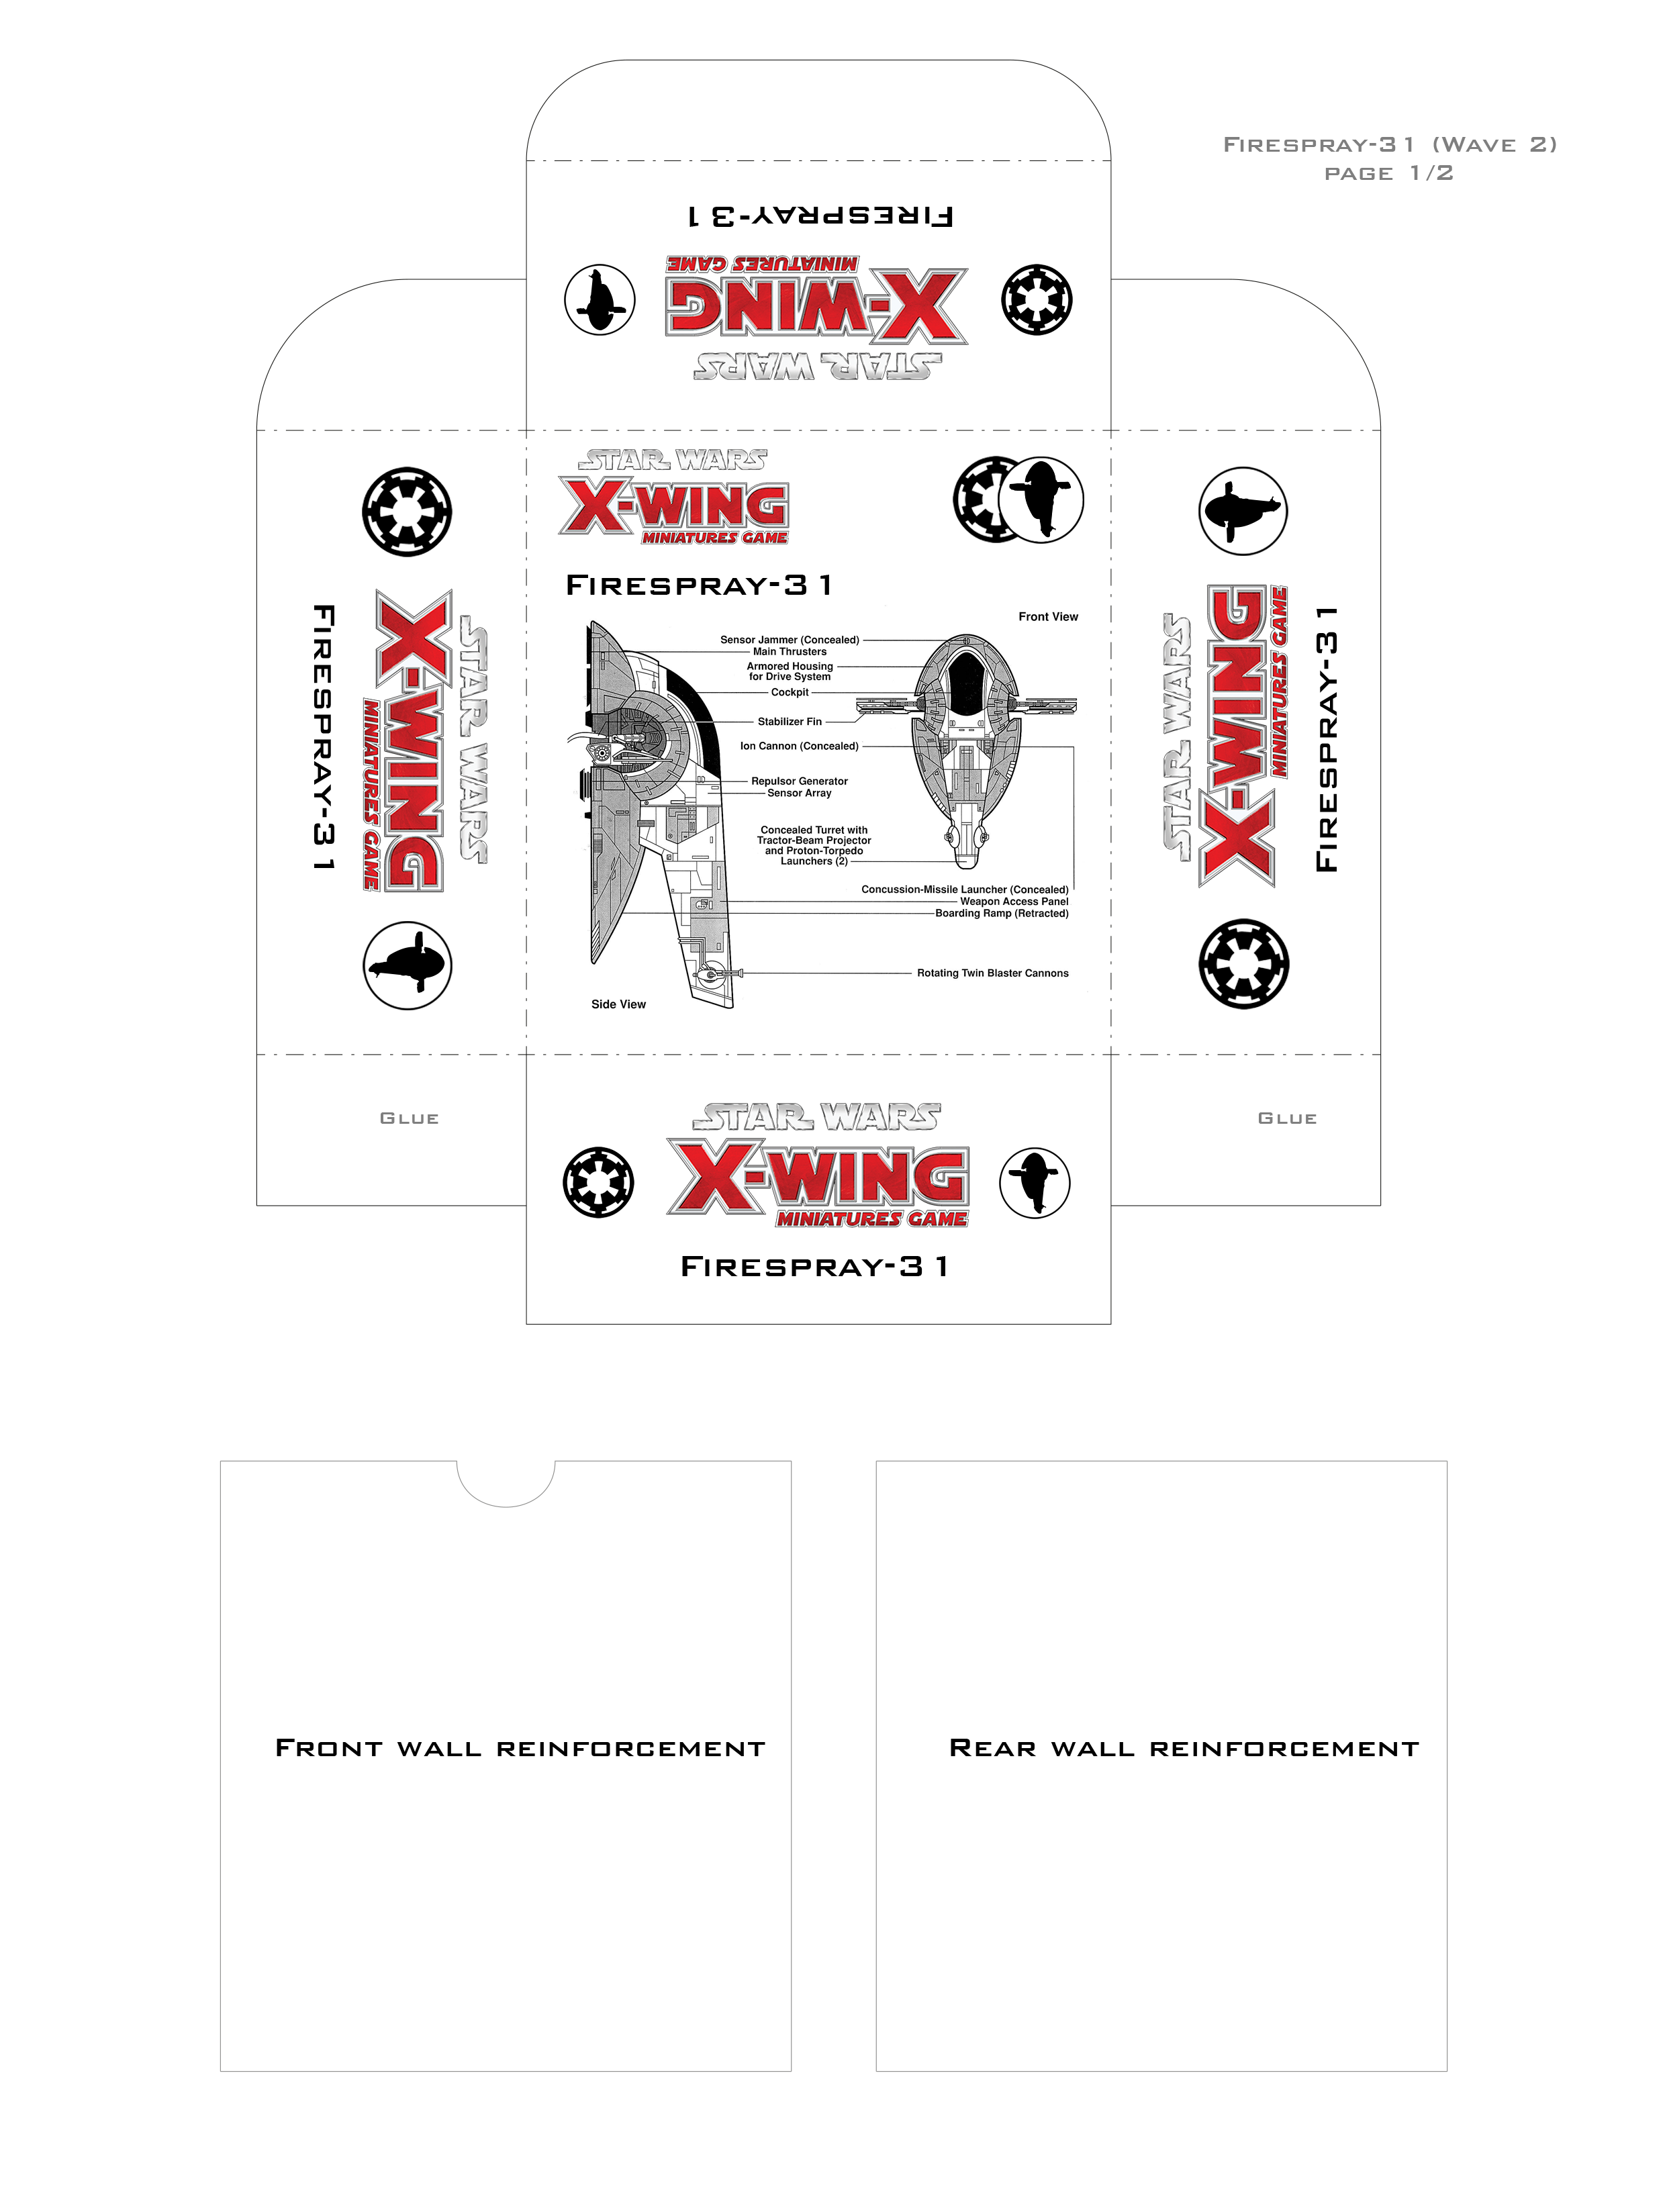 Firespray-31 (Wave 2)
page 1/2
Firespray-31
MINIATURES GAME
X-WING
STAR WARS
STAR WARS
X-WING
MINIATURES GAME
Firespray-31
Front View
Sensor Jammer (Concealed)
Main Thrusters
Armored Housing
for Drive System
Cockpit
Stabilizer Fin
Ion Cannon (Concealed)
Repulsor Generator
Sensor Array
Concealed Turret with
Tractor-Beam Projector
and Proton-Torpedo
Launchers (2)
Concussion-Missile Launcher (Concealed)
Weapon Access Panel
Boarding Ramp (Retracted)
Rotating Twin Blaster Cannons
Side View
STAR WARS
X-WING
MINIATURES GAME
Firespray-31
STAR WARS
X-WING
MINIATURES GAME
Firespray-31
Glue
Glue
STAR WARS
X-WING
MINIATURES GAME
Firespray-31
Front wall reinforcement
Rear wall reinforcement